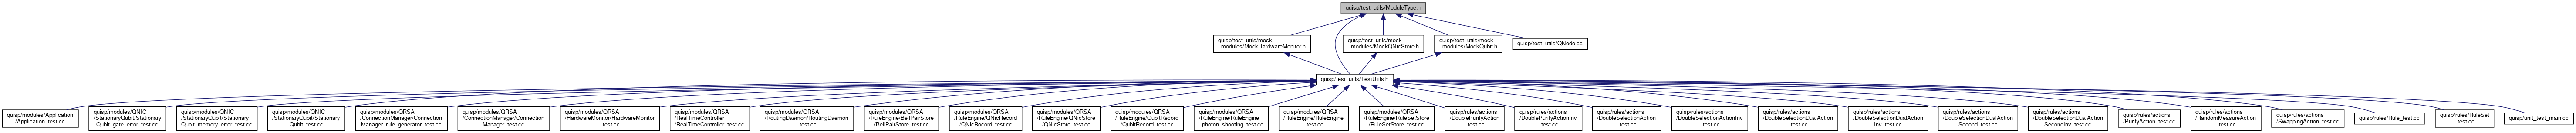 quisp/test_utils/ModuleType.h
quisp/test_utils/mock
_modules/MockHardwareMonitor.h
quisp/test_utils/mock
_modules/MockQNicStore.h
quisp/test_utils/mock
_modules/MockQubit.h
quisp/test_utils/QNode.cc
quisp/test_utils/TestUtils.h
quisp/modules/Application
/Application_test.cc
quisp/modules/QNIC
/StationaryQubit/Stationary
Qubit_gate_error_test.cc
quisp/modules/QNIC
/StationaryQubit/Stationary
Qubit_memory_error_test.cc
quisp/modules/QNIC
/StationaryQubit/Stationary
Qubit_test.cc
quisp/modules/QRSA
/ConnectionManager/Connection
Manager_rule_generator_test.cc
quisp/modules/QRSA
/ConnectionManager/Connection
Manager_test.cc
quisp/modules/QRSA
/HardwareMonitor/HardwareMonitor
_test.cc
quisp/modules/QRSA
/RealTimeController
/RealTimeController_test.cc
quisp/modules/QRSA
/RoutingDaemon/RoutingDaemon
_test.cc
quisp/modules/QRSA
/RuleEngine/BellPairStore
/BellPairStore_test.cc
quisp/modules/QRSA
/RuleEngine/QNicRecord
/QNicRocord_test.cc
quisp/modules/QRSA
/RuleEngine/QNicStore
/QNicStore_test.cc
quisp/modules/QRSA
/RuleEngine/QubitRecord
/QubitRecord_test.cc
quisp/modules/QRSA
/RuleEngine/RuleEngine
_photon_shooting_test.cc
quisp/modules/QRSA
/RuleEngine/RuleEngine
_test.cc
quisp/modules/QRSA
/RuleEngine/RuleSetStore
/RuleSetStore_test.cc
quisp/rules/actions
/DoublePurifyAction
_test.cc
quisp/rules/actions
/DoublePurifyActionInv
_test.cc
quisp/rules/actions
/DoubleSelectionAction
_test.cc
quisp/rules/actions
/DoubleSelectionActionInv
_test.cc
quisp/rules/actions
/DoubleSelectionDualAction
_test.cc
quisp/rules/actions
/DoubleSelectionDualAction
Inv_test.cc
quisp/rules/actions
/DoubleSelectionDualAction
Second_test.cc
quisp/rules/actions
/DoubleSelectionDualAction
SecondInv_test.cc
quisp/rules/actions
/PurifyAction_test.cc
quisp/rules/actions
/RandomMeasureAction
_test.cc
quisp/rules/actions
/SwappingAction_test.cc
quisp/rules/Rule_test.cc
quisp/rules/RuleSet
_test.cc
quisp/unit_test_main.cc